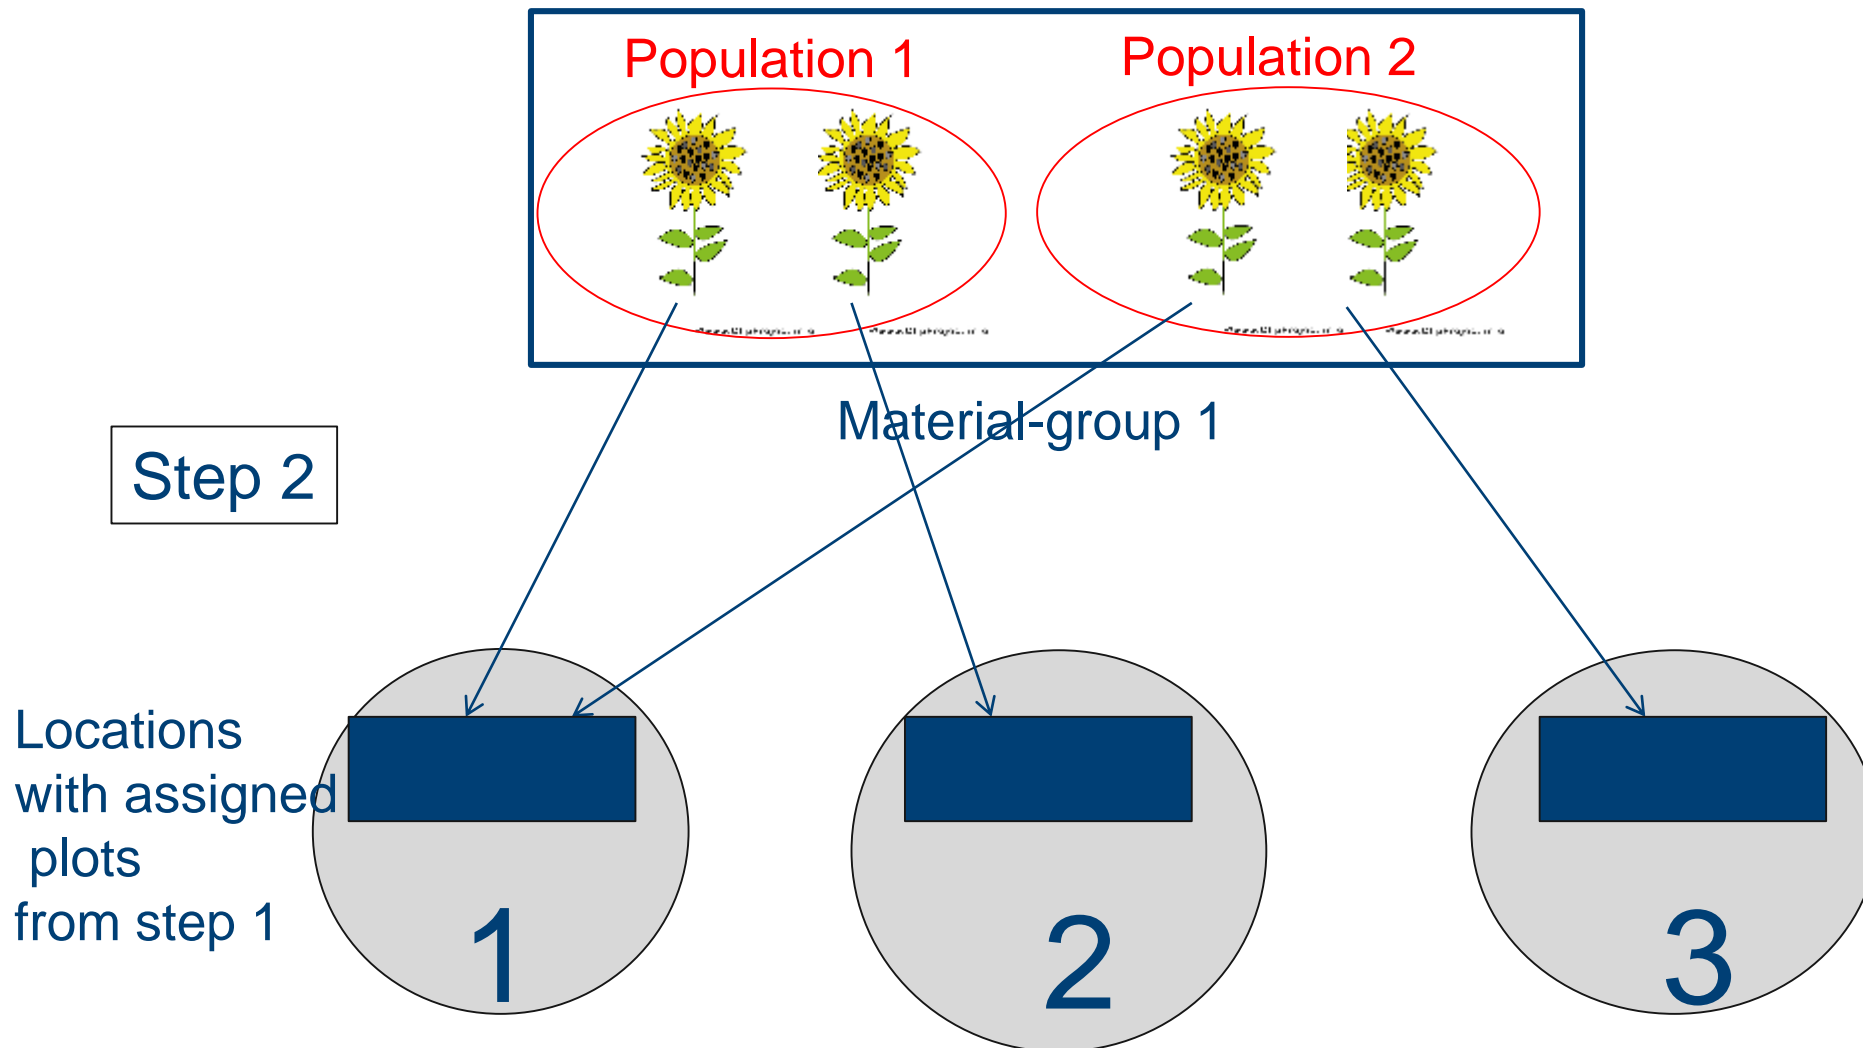 Population 1
Population 2
Material-group 1
Step 2
Locations
with assigned
plots
from step 1
1
2
3